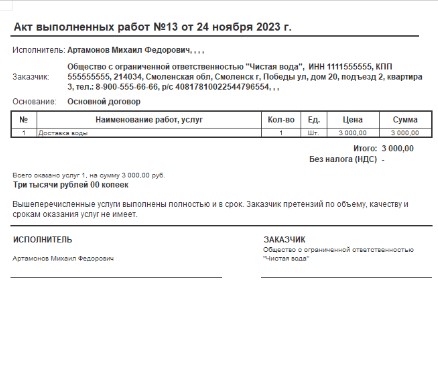 Акт выполненных работ №13 от 24 ноября 2023 г.
Исполнитель: Артамонов Михаил Федорович, , , ,
Общество с ограниченной ответственностью "Чистая вода", ИНН 1111555555, КПП
Заказчик: 555555555, 214034, Смоленская обл, Смоленск г, Победы ул, дом 20, подъезд 2, квартира
3, тел.: 8-900-555-66-66, р/с 40817810022544796554, , ,
Основание: Основной договор
№ Наименование работ, услуг Кол-во Ед. Цена Сумма
1 Доставка воды 1 Шт. 3 000,00 3 000,00
Итого: 3 000,00
Без налога (НДС) -
Всего оказано услуг 1, на сумму 3 000,00 руб.
Три тысячи рублей 00 копеек
Вышеперечисленные услуги выполнены полностью и в срок. Заказчик претензий по объему, качеству и
срокам оказания услуг не имеет.
ИСПОЛНИТЕЛЬ ЗАКАЗЧИК
Артамонов Михаил Федорович
Общество с ограниченной ответственностью
"Чистая вода"